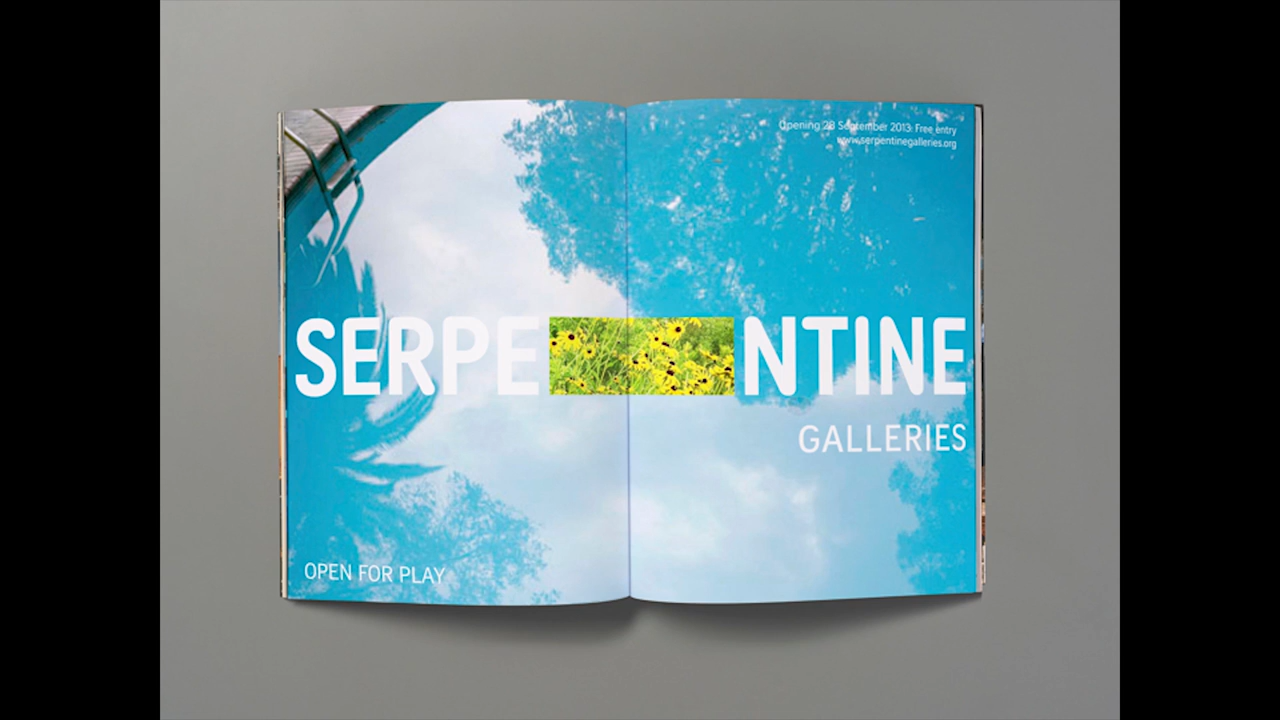 Opening 28 September 2013: Free entry
www.serpentinegalleries.org
SERPE NTINE
GALLERIES
OPEN FOR PLAY